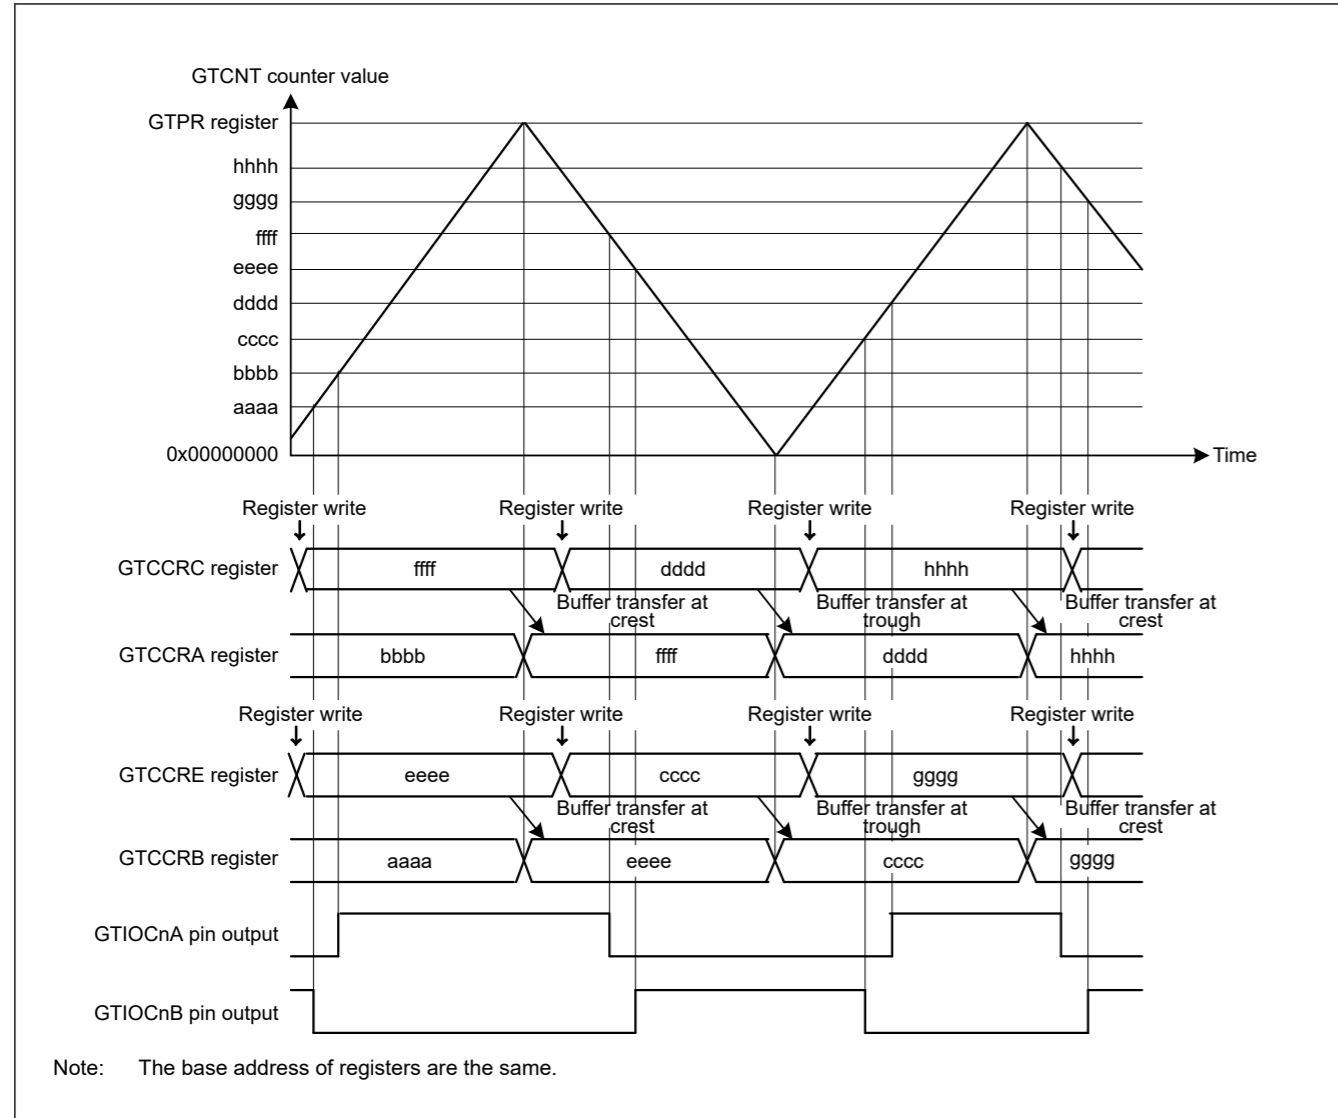 GTCNT counter value
GTPR register
hhhh
gggg
ffff
eeee
dddd
cccc
bbbb
aaaa
0x00000000
Time
Register write Register write Register write Register write
GTCCRC register ffff dddd hhhh
Buffer transfer at crest
Buffer transfer at trough
Buffer transfer at crest
GTCCRA register bbbb ffff dddd hhhh
Register write Register write Register write Register write
GTCCRE register eeee cccc gggg
Buffer transfer at crest
Buffer transfer at trough
Buffer transfer at crest
GTCCRB register aaaa eeee cccc gggg
GTIOCnA pin output
GTIOCnB pin output
Note: The base address of registers are the same.